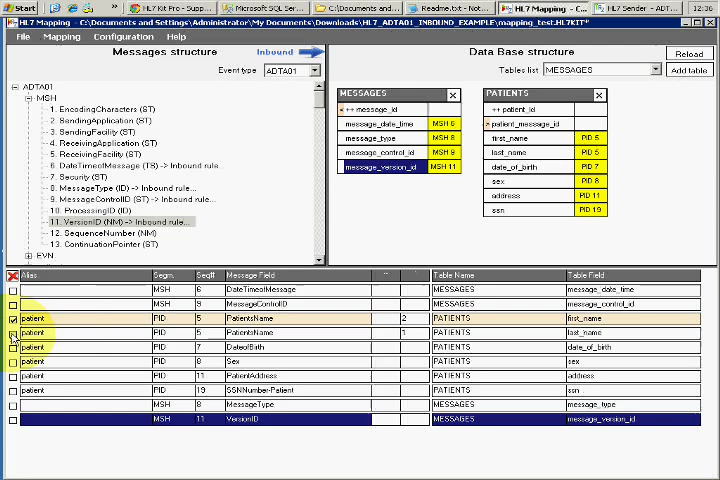 Start
»
HL7 Kit Pro - Supp...
Microsoft SQL Serve...
C:\Documents and...
Readme.txt - Not...
HL7 Mapping - C...
HL7 Sender - ADT...
12:36
HL7 Mapping - C:\Documents and Settings\Administrator\My Documents\Downloads\HL7_ADTA01_INBOUND_EXAMPLE\mapping_test.HL7KIT*
File Mapping Configuration Help
Messages structure Inbound
Event type ADTA01
ADTA01
MSH
1. EncodingCharacters (ST)
2. SendingApplication (ST)
3. SendingFacility (ST)
4. ReceivingApplication (ST)
5. ReceivingFacility (ST)
6. DateTimeofMessage (TS) -> Inbound rule...
7. Security (ST)
8. MessageType (ID) -> Inbound rule...
9. MessageControlID (ST) -> Inbound rule...
10. ProcessingID (ID)
11. VersionID (NM) -> Inbound rule...
12. SequenceNumber (NM)
13. ContinuationPointer (ST)
EVN
Data Base structure
Reload
Tables list MESSAGES
Add table
MESSAGES
++ message_id
message_date_time MSH 6
message_type MSH 8
message_control_id MSH 9
message_version_id MSH 11
PATIENTS
++ patient_id
patient_message_id
first_name PID 5
last_name PID 5
date_of_birth PID 7
sex PID 8
address PID 11
ssn PID 19
Alias Segm. Seq# Message Field Table Name Table Field
MSH 6 DateTimeofMessage MESSAGES message_date_time
MSH 9 MessageControlID MESSAGES message_control_id
patient PID 5 PatientsName 2 PATIENTS first_name
patient PID 5 PatientsName 1 PATIENTS last_name
patient PID 7 DateofBirth PATIENTS date_of_birth
patient PID 8 Sex PATIENTS sex
patient PID 11 PatientAddress PATIENTS address
patient PID 19 SSNNumber-Patient PATIENTS ssn
MSH 8 MessageType MESSAGES message_type
MSH 11 VersionID MESSAGES message_version_id